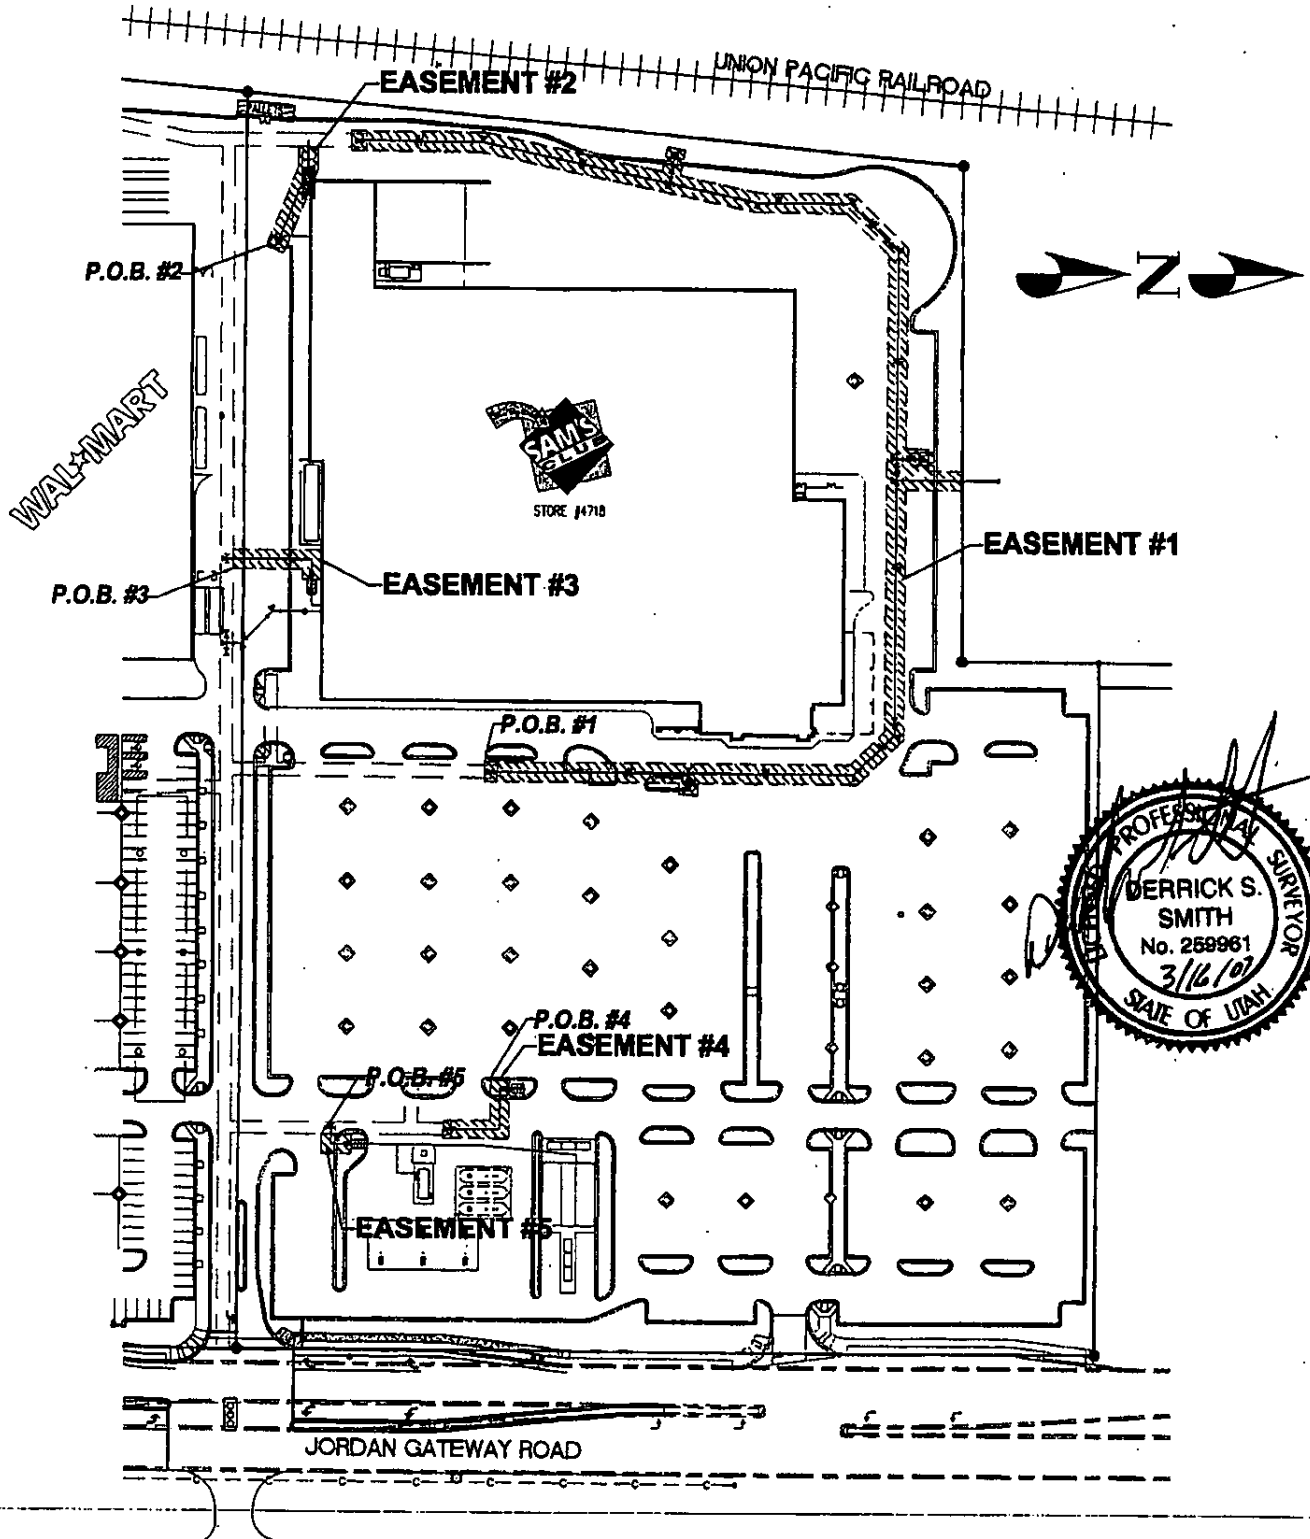 UNION PACIFIC RAILROAD
EASEMENT #2
P.O.B. #2
N
WAL★MART
SAM'S
CLUB
STORE #4718
EASEMENT #1
EASEMENT #3
P.O.B. #3
P.O.B. #1
PROFESSIONAL SURVEYOR
DERRICK S.
SMITH
No. 259961
3/16/07
STATE OF UTAH
P.O.B. #4
EASEMENT #4
P.O.B. #5
EASEMENT #5
JORDAN GATEWAY ROAD